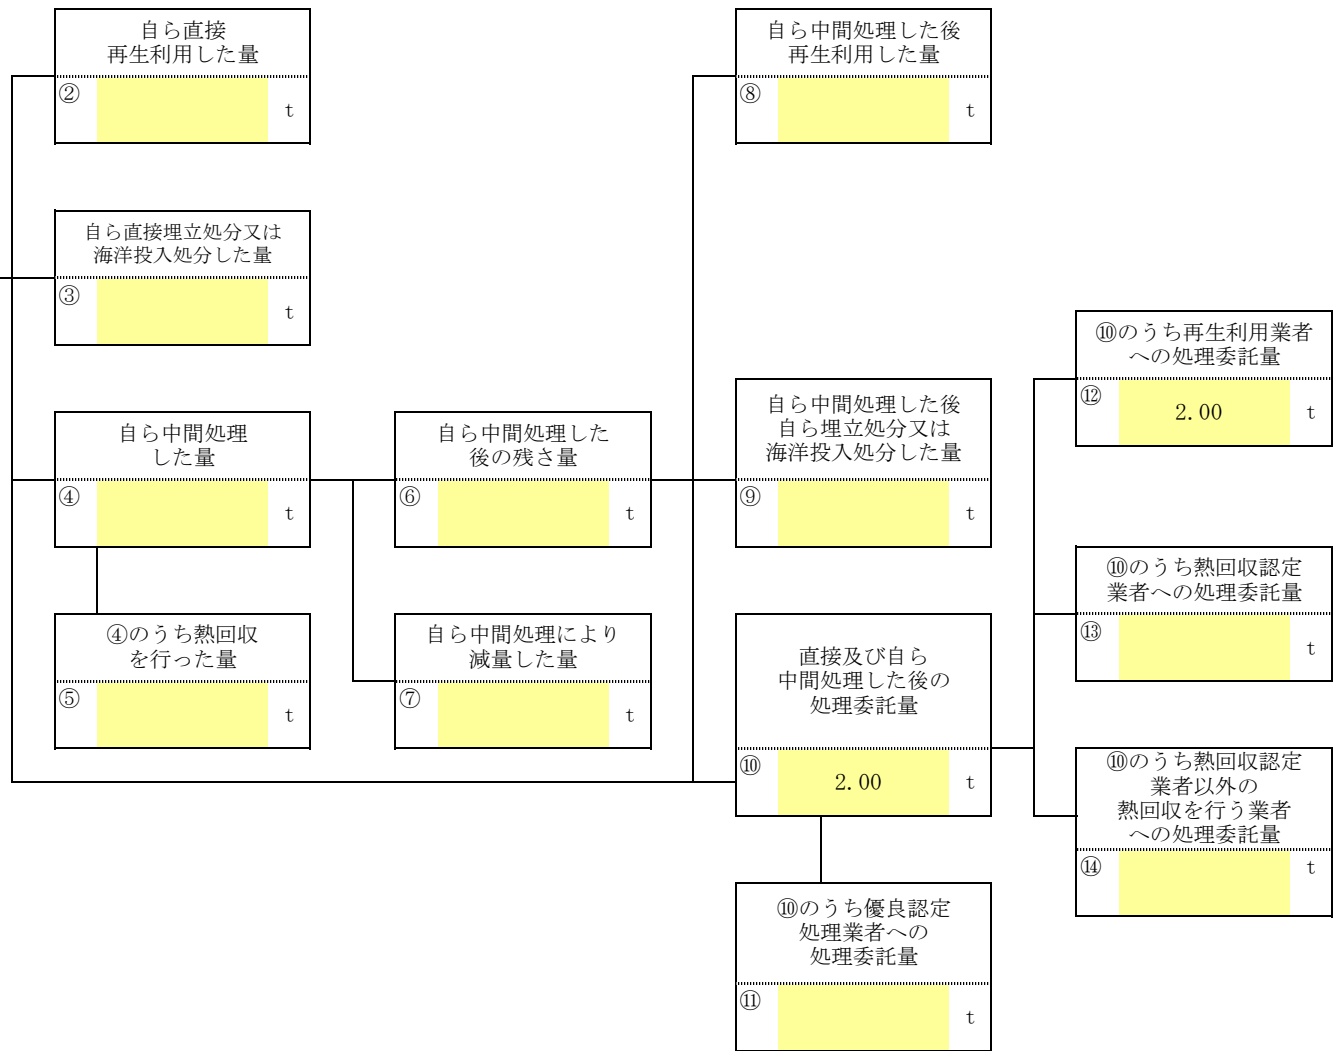 自ら直接
再生利用した量
②
t
自ら中間処理した後
再生利用した量
⑧
t
自ら直接埋立処分又は
海洋投入処分した量
③
t
⑩のうち再生利用業者
への処理委託量
⑫
2.00
t
自ら中間処理
した量
④
t
自ら中間処理した
後の残さ量
⑥
t
自ら中間処理した後
自ら埋立処分又は
海洋投入処分した量
⑨
t
⑩のうち熱回収認定
業者への処理委託量
⑬
t
④のうち熱回収
を行った量
⑤
t
自ら中間処理により
減量した量
⑦
t
直接及び自ら
中間処理した後の
処理委託量
⑩
2.00
t
⑩のうち熱回収認定
業者以外の
熱回収を行う業者
への処理委託量
⑭
t
⑩のうち優良認定
処理業者への
処理委託量
⑪
t